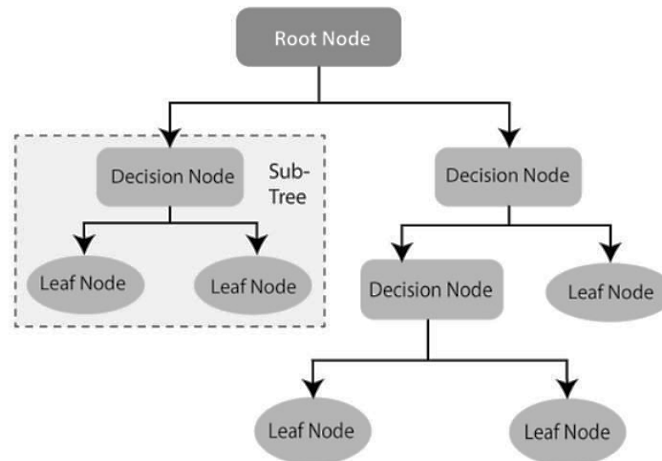 Root Node
Decision Node
Sub-
Tree
Decision Node
Leaf Node
Leaf Node
Decision Node
Leaf Node
Leaf Node
Leaf Node